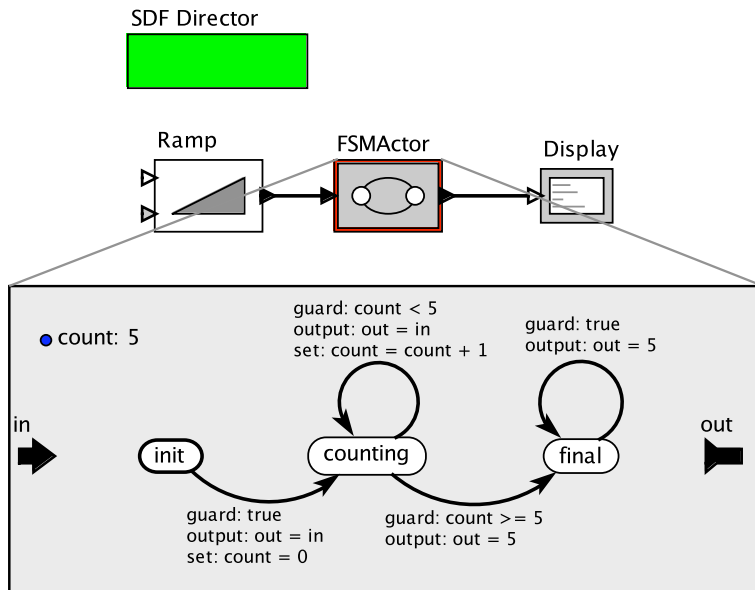 SDF Director
Ramp
FSMActor
Display
count: 5
guard: count < 5
output: out = in
set: count = count + 1
guard: true
output: out = 5
in
out
init
counting
final
guard: true
output: out = in
set: count = 0
guard: count >= 5
output: out = 5